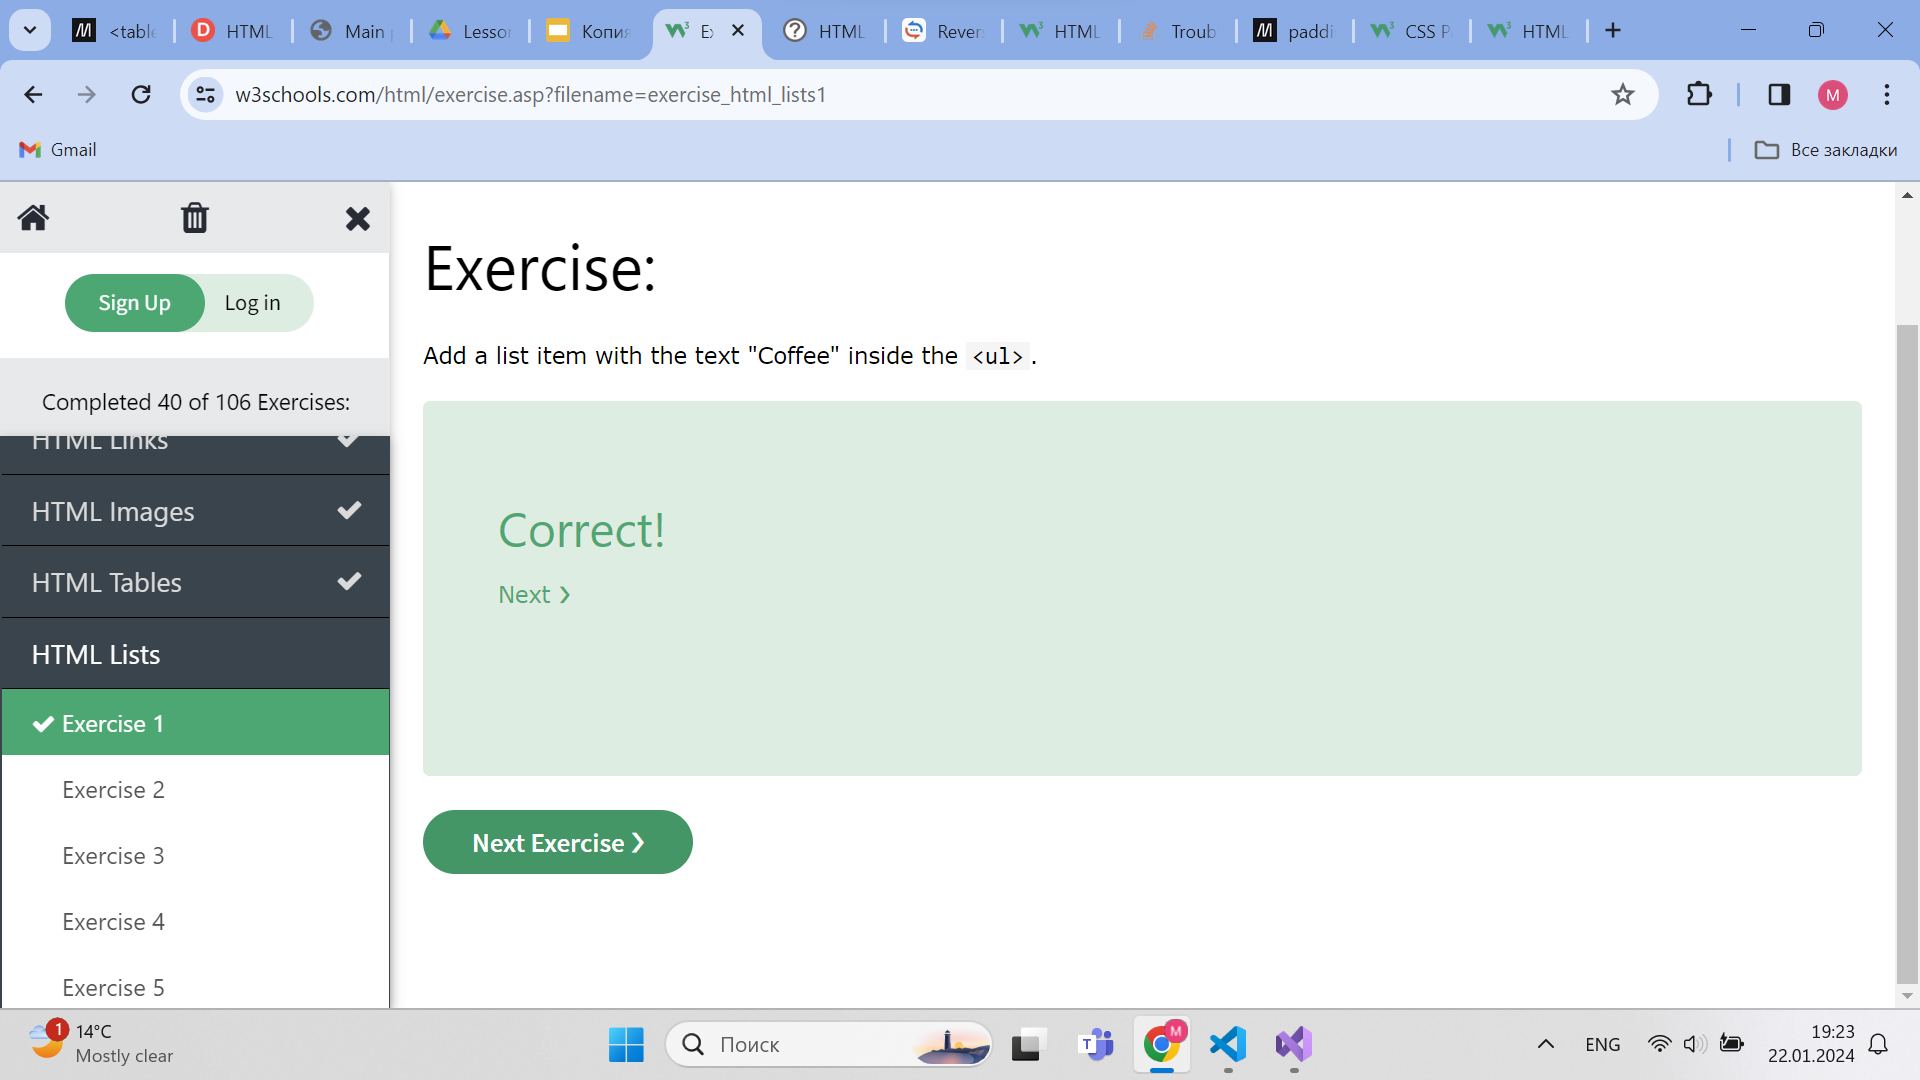 <table
HTML
Main
Lesson
Копия
Ex
HTML
Rever
HTML
Troub
paddi
CSS P
HTML
w3schools.com/html/exercise.asp?filename=exercise_html_lists1
M
Gmail
Все закладки
Sign Up
Log in
Completed 40 of 106 Exercises:
HTML Links
HTML Images
HTML Tables
HTML Lists
Exercise 1
Exercise 2
Exercise 3
Exercise 4
Exercise 5
Exercise:
Add a list item with the text "Coffee" inside the <ul>.
Correct!
Next ❯
Next Exercise ❯
1
14°C
Mostly clear
Поиск
M
ENG
19:23
22.01.2024